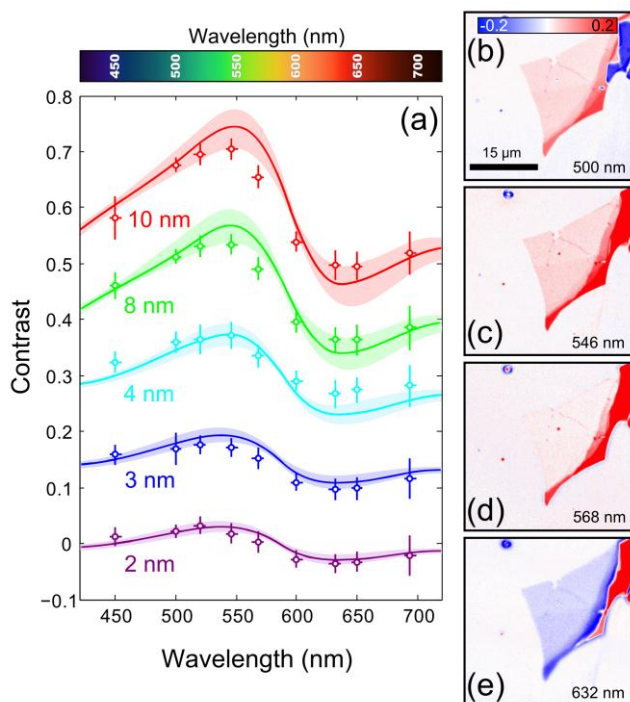 Wavelength (nm)
450 500 550 600 650 700
(a)
0.8
0.7
0.6
0.5
0.4
0.3
0.2
0.1
0
−0.1
Contrast
10 nm
8 nm
4 nm
3 nm
2 nm
450 500 550 600 650 700
Wavelength (nm)
-0.2 0.2
(b)
15 μm
500 nm
(c)
546 nm
(d)
568 nm
(e)
632 nm